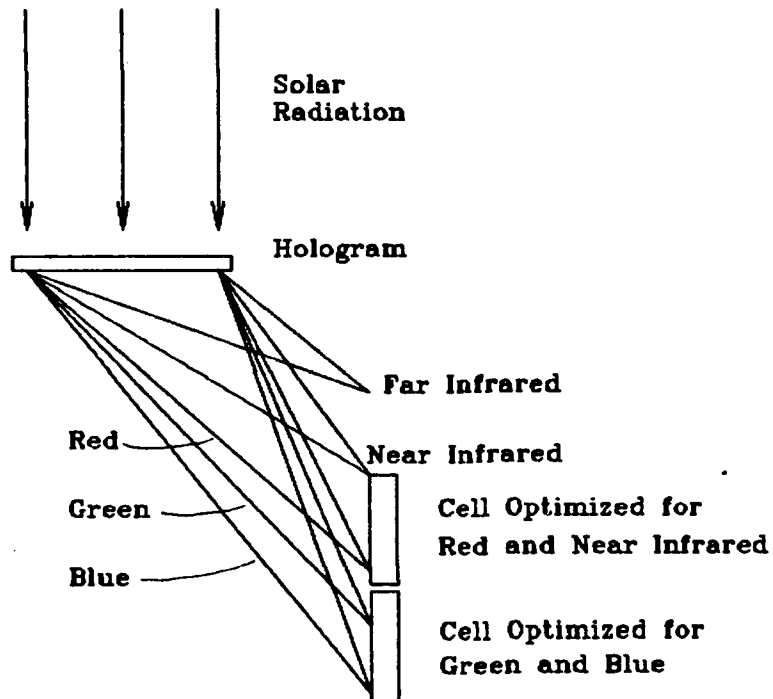 Solar
Radiation
Hologram
Far Infrared
Red
Near Infrared
Green
Cell Optimized for
Red and Near Infrared
Blue
Cell Optimized for
Green and Blue